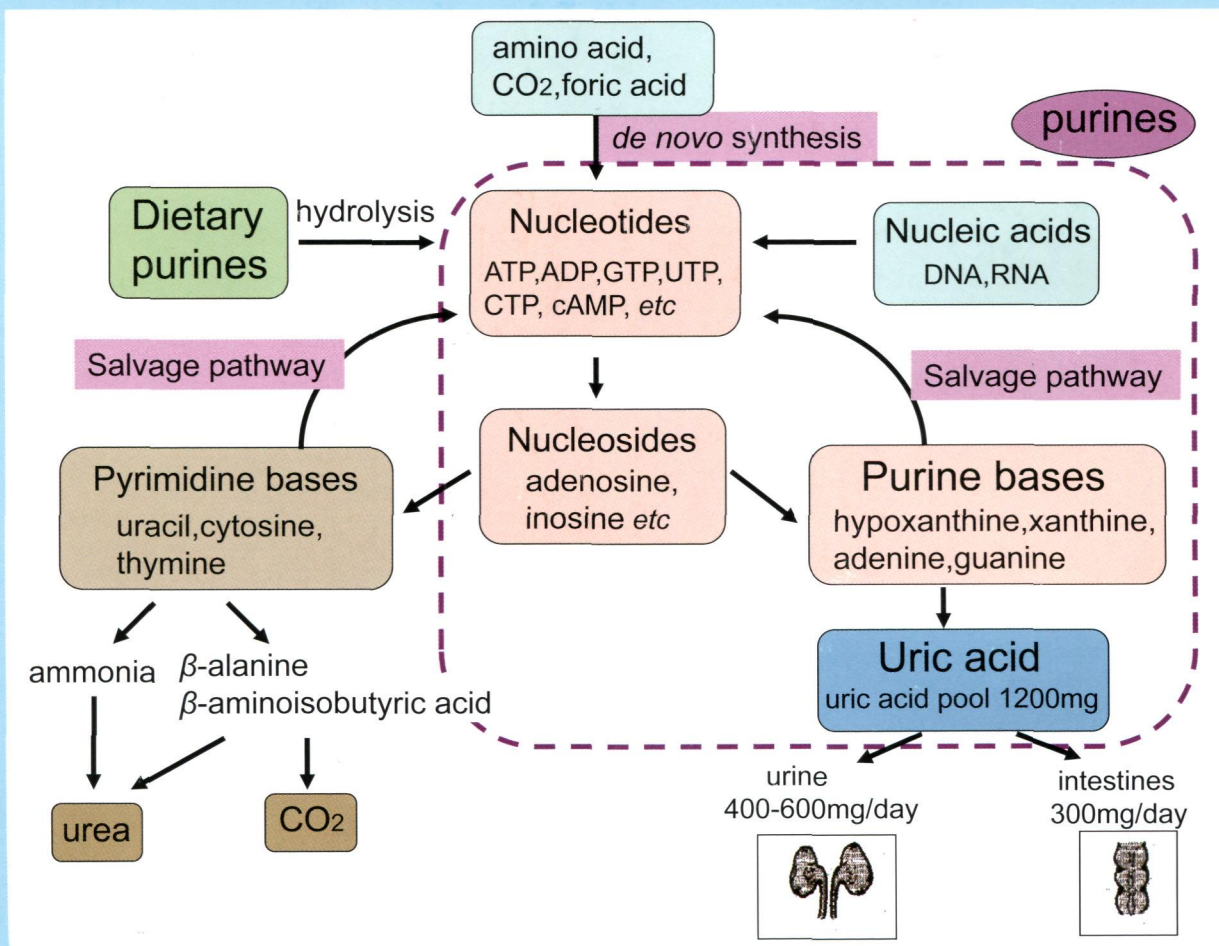 amino acid,
CO2,foric acid
purines
de novo synthesis
Dietary
purines
hydrolysis
Nucleotides
ATP,ADP,GTP,UTP,
CTP, cAMP, etc
Nucleic acids
DNA,RNA
Salvage pathway
Salvage pathway
Pyrimidine bases
uracil,cytosine,
thymine
Nucleosides
adenosine,
inosine etc
Purine bases
hypoxanthine,xanthine,
adenine,guanine
ammonia
β-alanine
β-aminoisobutyric acid
Uric acid
uric acid pool 1200mg
urea
CO2
urine
400-600mg/day
intestines
300mg/day